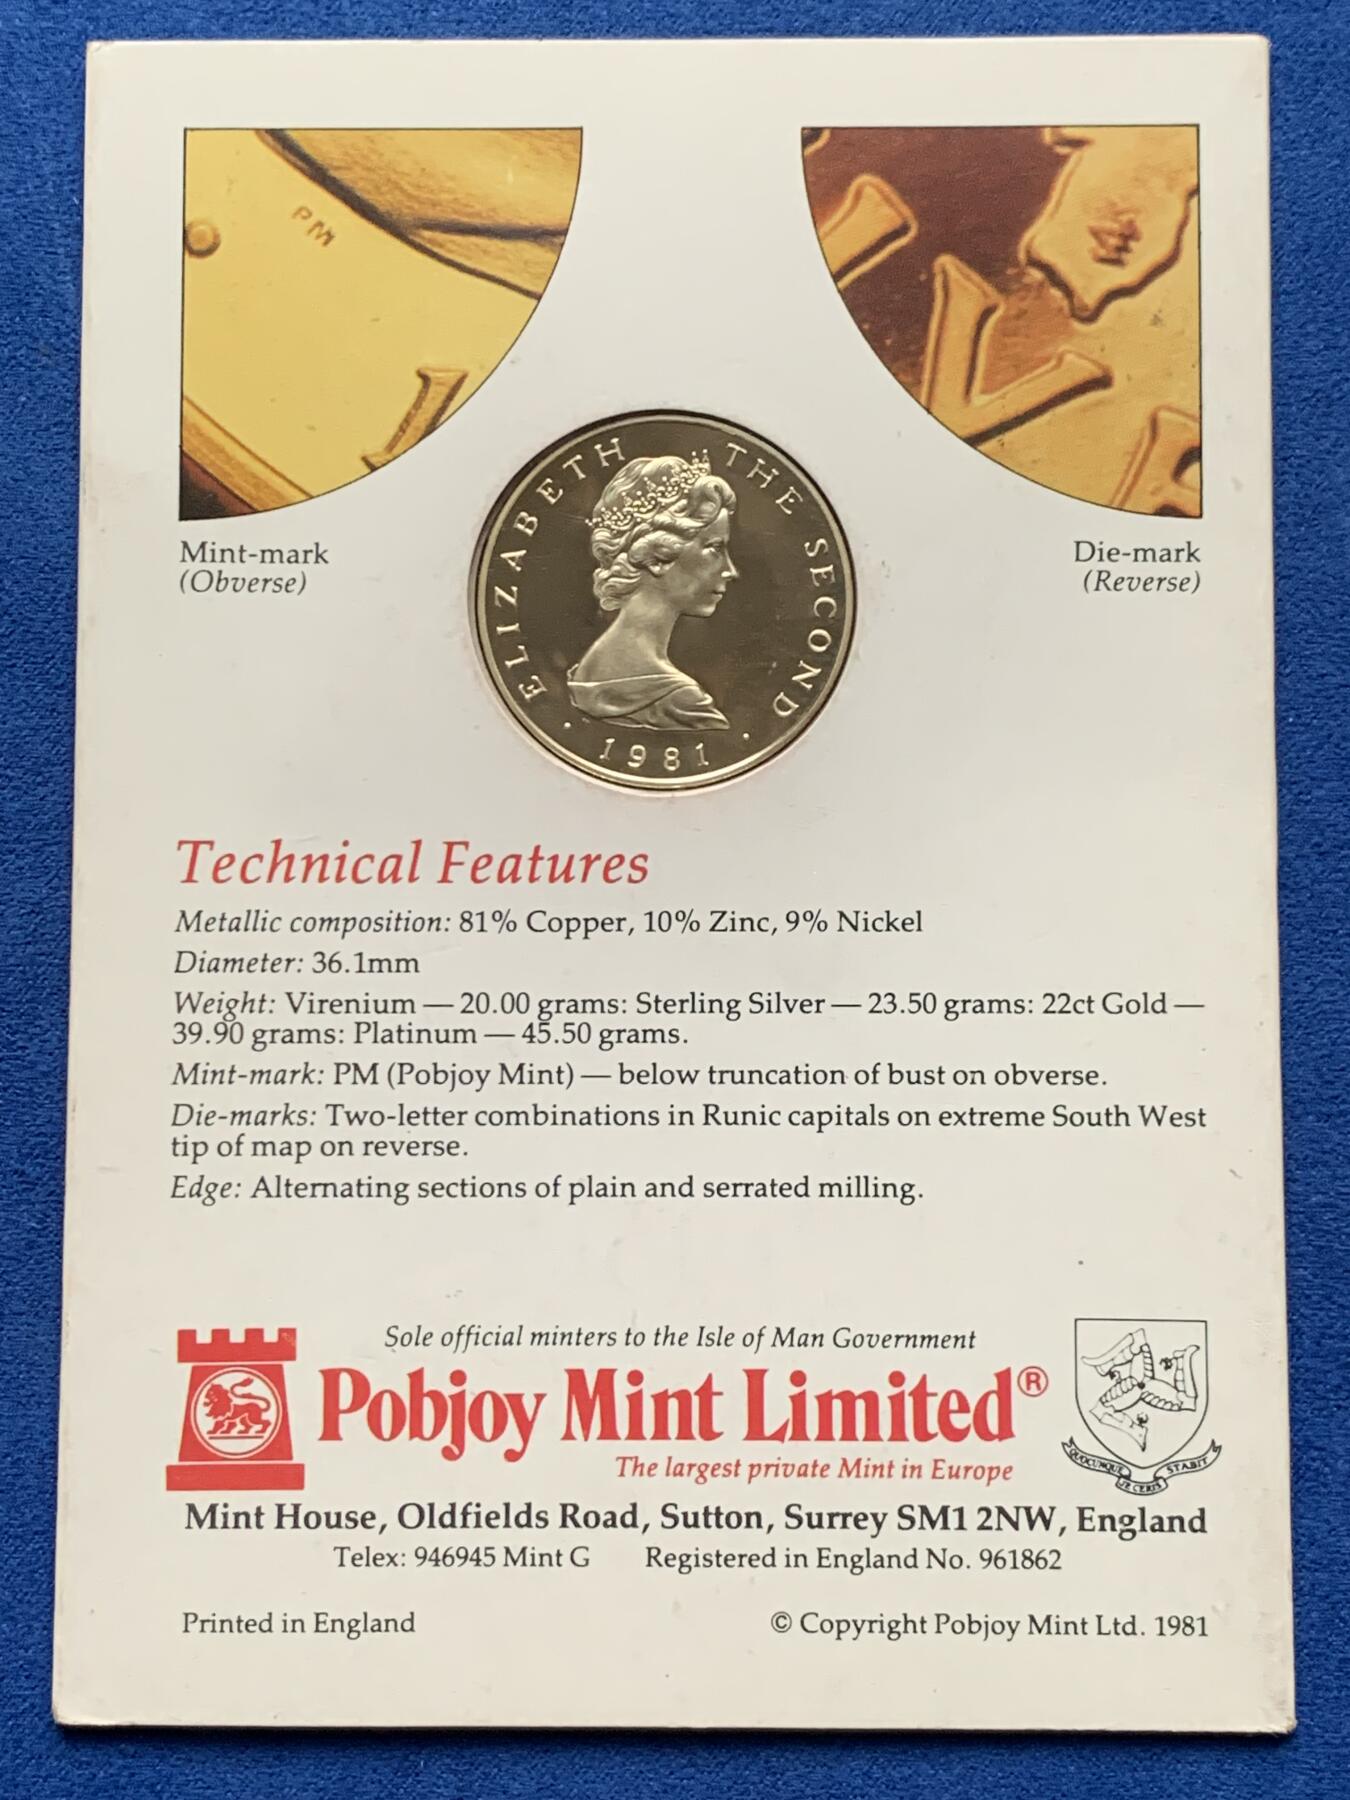 PM
Mint-mark
(Obverse)
Die-mark
(Reverse)
ELIZABETH THE SECOND
· 1981 ·
Technical Features
Metallic composition: 81% Copper, 10% Zinc, 9% Nickel
Diameter: 36.1mm
Weight: Virenium — 20.00 grams: Sterling Silver — 23.50 grams: 22ct Gold —
39.90 grams: Platinum — 45.50 grams.
Mint-mark: PM (Pobjoy Mint) — below truncation of bust on obverse.
Die-marks: Two-letter combinations in Runic capitals on extreme South West
tip of map on reverse.
Edge: Alternating sections of plain and serrated milling.
Sole official minters to the Isle of Man Government
Pobjoy Mint Limited®
The largest private Mint in Europe
QUOCUNQUE JECERIS STABIT
Mint House, Oldfields Road, Sutton, Surrey SM1 2NW, England
Telex: 946945 Mint G Registered in England No. 961862
Printed in England
© Copyright Pobjoy Mint Ltd. 1981